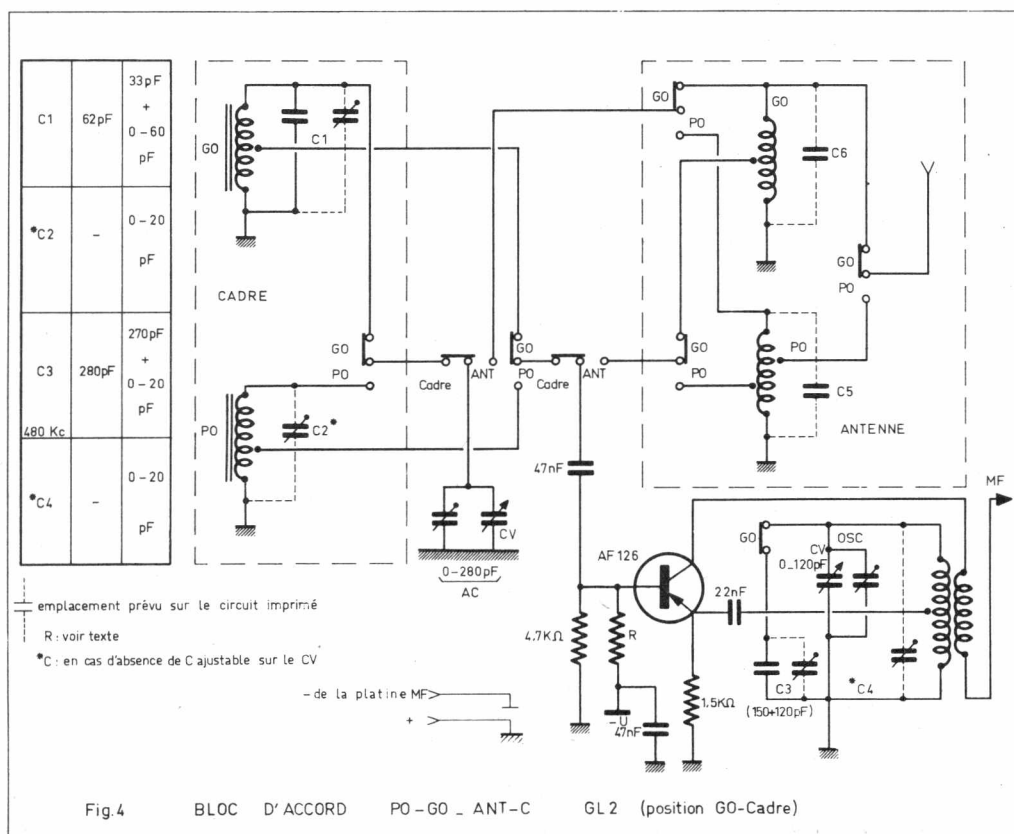 C1 62pF 33pF + 0-60 pF
*C2 - 0-20 pF
C3 280pF 270pF + 0-20 pF
480 Kc
*C4 - 0-20 pF
GO
C1
CADRE
PO
C2*
GO
PO
Cadre
ANT
GO
PO
Cadre
ANT
GO
PO
GO
C6
GO
PO
GO
PO
PO
C5
ANTENNE
CV
0-280pF
AC
47nF
AF126
22nF
4.7KΩ
R
-U
47nF
1.5KΩ
GO
CV
0_120pF
OSC
C3
(150+120pF)
*C4
MF
emplacement prévu sur le circuit imprimé
R: voir texte
*C: en cas d'absence de C ajustable sur le CV
- de la platine MF
+
Fig.4 BLOC D'ACCORD PO-GO _ ANT-C GL2 (position GO-Cadre)